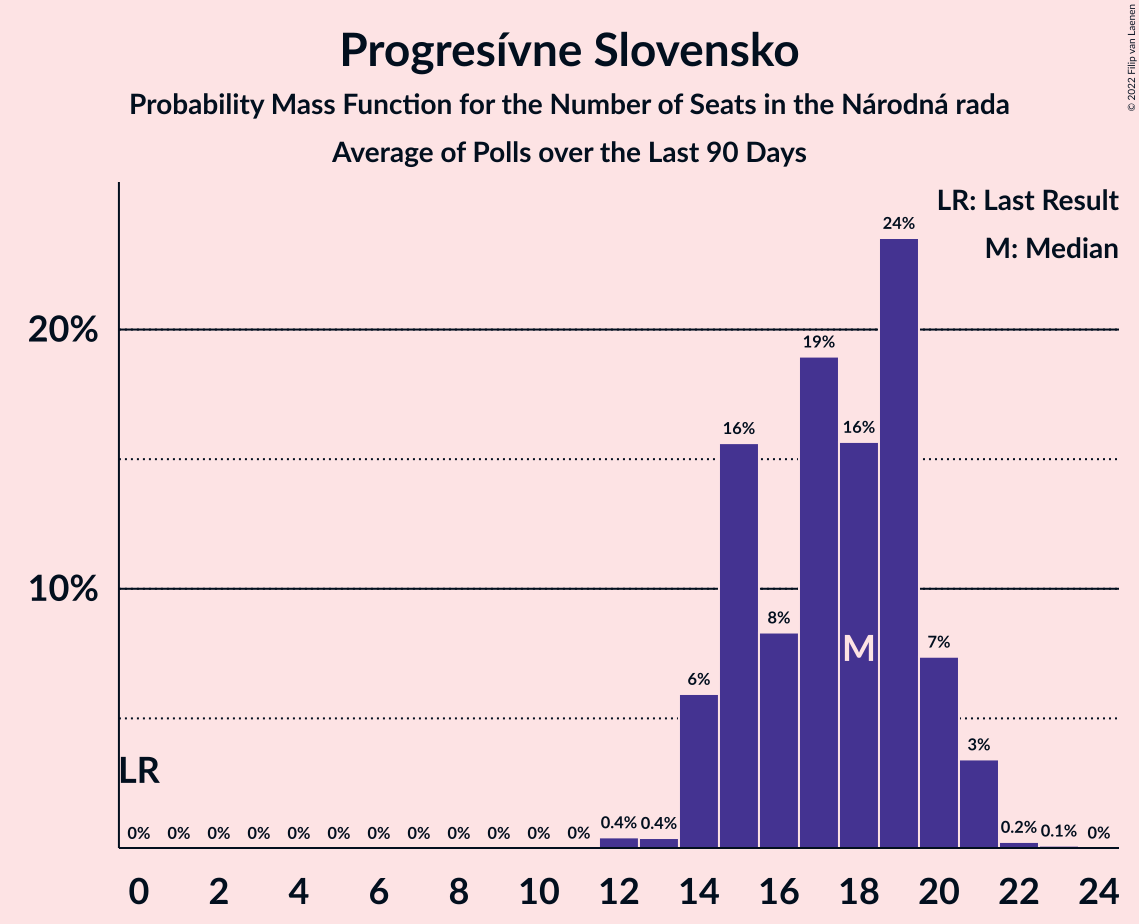 Progresívne Slovensko
Probability Mass Function for the Number of Seats in the Národná rada
Average of Polls over the Last 90 Days
© 2022 Filip van Laenen
LR: Last Result
M: Median
20%
10%
24%
19%
16%
16%
8%
7%
6%
3%
M
LR
0% 0% 0% 0% 0% 0% 0% 0% 0% 0% 0% 0% 0.4% 0.4% 0.2% 0.1% 0%
0 2 4 6 8 10 12 14 16 18 20 22 24